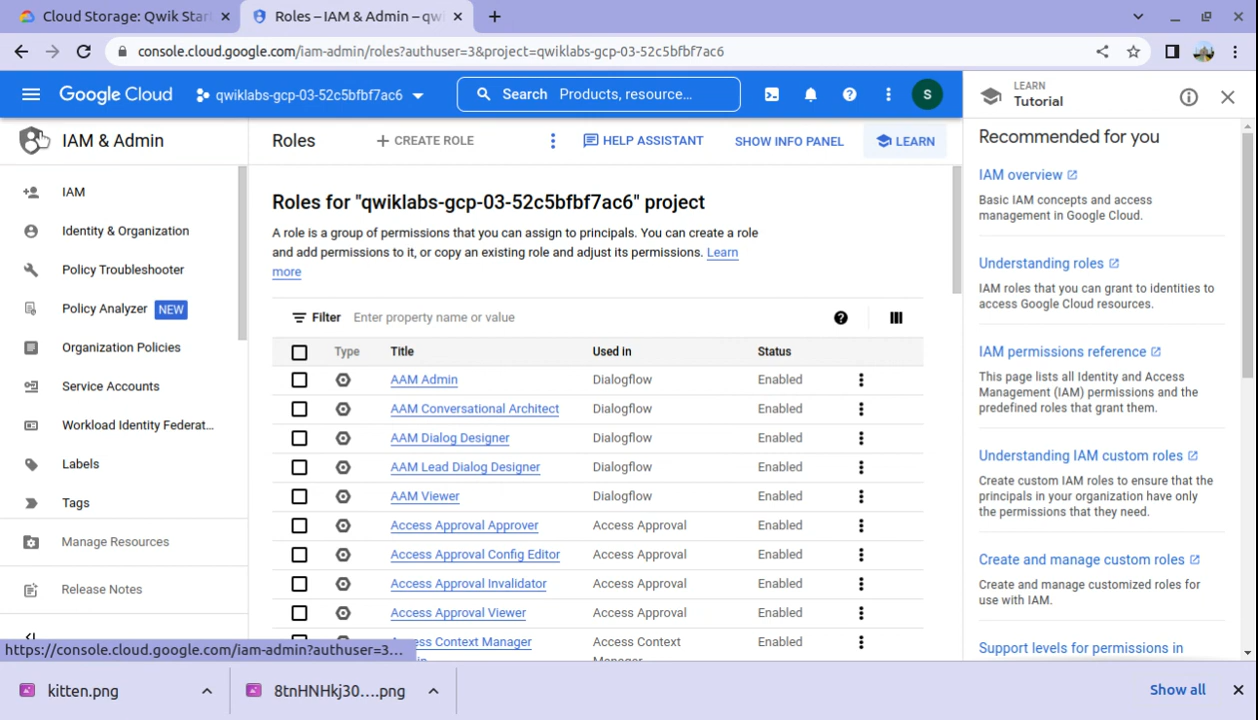 Cloud Storage: Qwik Star
Roles – IAM & Admin – qw
console.cloud.google.com/iam-admin/roles?authuser=3&project=qwiklabs-gcp-03-52c5bfbf7ac6
Google Cloud
qwiklabs-gcp-03-52c5bfbf7ac6
Search Products, resource...
S
LEARN
Tutorial
IAM & Admin
Roles
CREATE ROLE
HELP ASSISTANT
SHOW INFO PANEL
LEARN
IAM
Identity & Organization
Policy Troubleshooter
Policy Analyzer NEW
Organization Policies
Service Accounts
Workload Identity Federat...
Labels
Tags
Manage Resources
Release Notes
Roles for "qwiklabs-gcp-03-52c5bfbf7ac6" project
A role is a group of permissions that you can assign to principals. You can create a role
and add permissions to it, or copy an existing role and adjust its permissions. Learn
more
Filter Enter property name or value
Type Title Used in Status
AAM Admin Dialogflow Enabled
AAM Conversational Architect Dialogflow Enabled
AAM Dialog Designer Dialogflow Enabled
AAM Lead Dialog Designer Dialogflow Enabled
AAM Viewer Dialogflow Enabled
Access Approval Approver Access Approval Enabled
Access Approval Config Editor Access Approval Enabled
Access Approval Invalidator Access Approval Enabled
Access Approval Viewer Access Approval Enabled
Context Manager Access Context Enabled
Recommended for you
IAM overview
Basic IAM concepts and access
management in Google Cloud.
Understanding roles
IAM roles that you can grant to identities to
access Google Cloud resources.
IAM permissions reference
This page lists all Identity and Access
Management (IAM) permissions and the
predefined roles that grant them.
Understanding IAM custom roles
Create custom IAM roles to ensure that the
principals in your organization have only
the permissions that they need.
Create and manage custom roles
Create and manage customized roles for
use with IAM.
Support levels for permissions in
https://console.cloud.google.com/iam-admin?authuser=3...
kitten.png
8tnHNHkj30....png
Show all